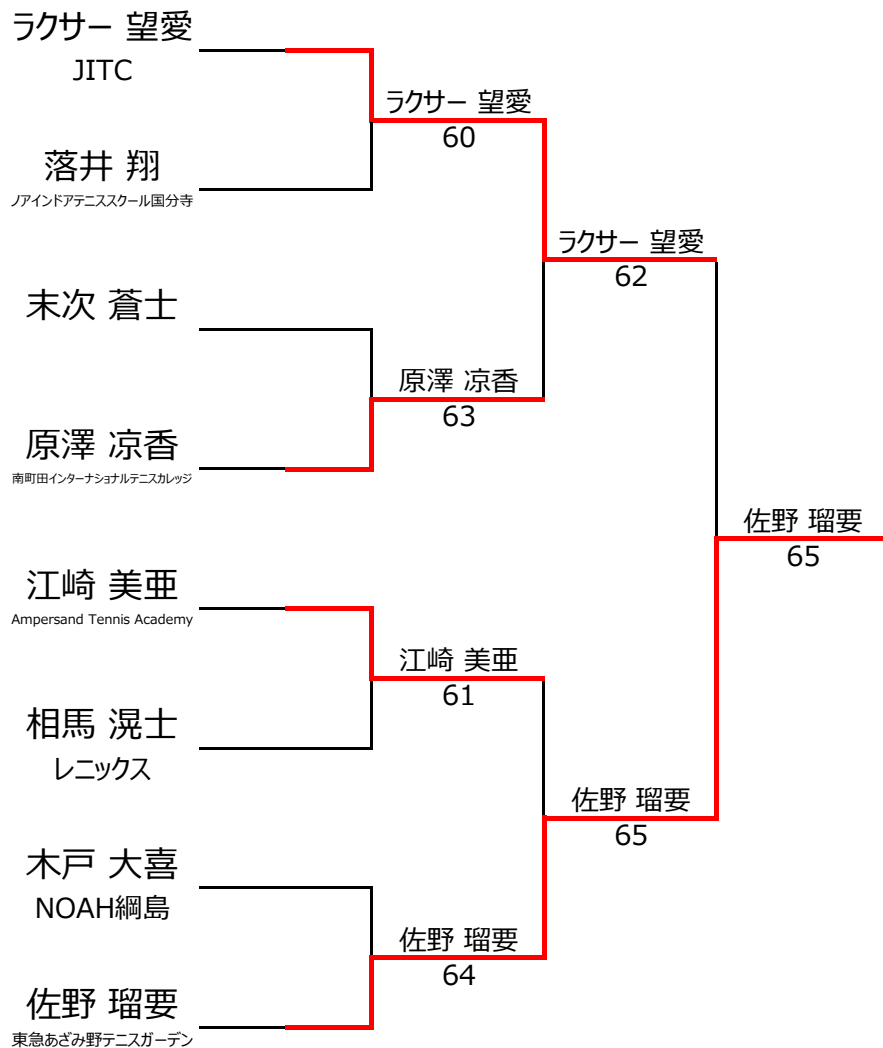 ラクサー 望愛
JITC
落井 翔
ノアインドアテニススクール国分寺
末次 蒼士
原澤 凉香
南町田インターナショナルテニスカレッジ
江崎 美亜
Ampersand Tennis Academy
相馬 滉士
レニックス
木戸 大喜
NOAH綱島
佐野 瑠要
東急あざみ野テニスガーデン
ラクサー 望愛
60
原澤 凉香
63
江崎 美亜
61
佐野 瑠要
64
ラクサー 望愛
62
佐野 瑠要
65
佐野 瑠要
65